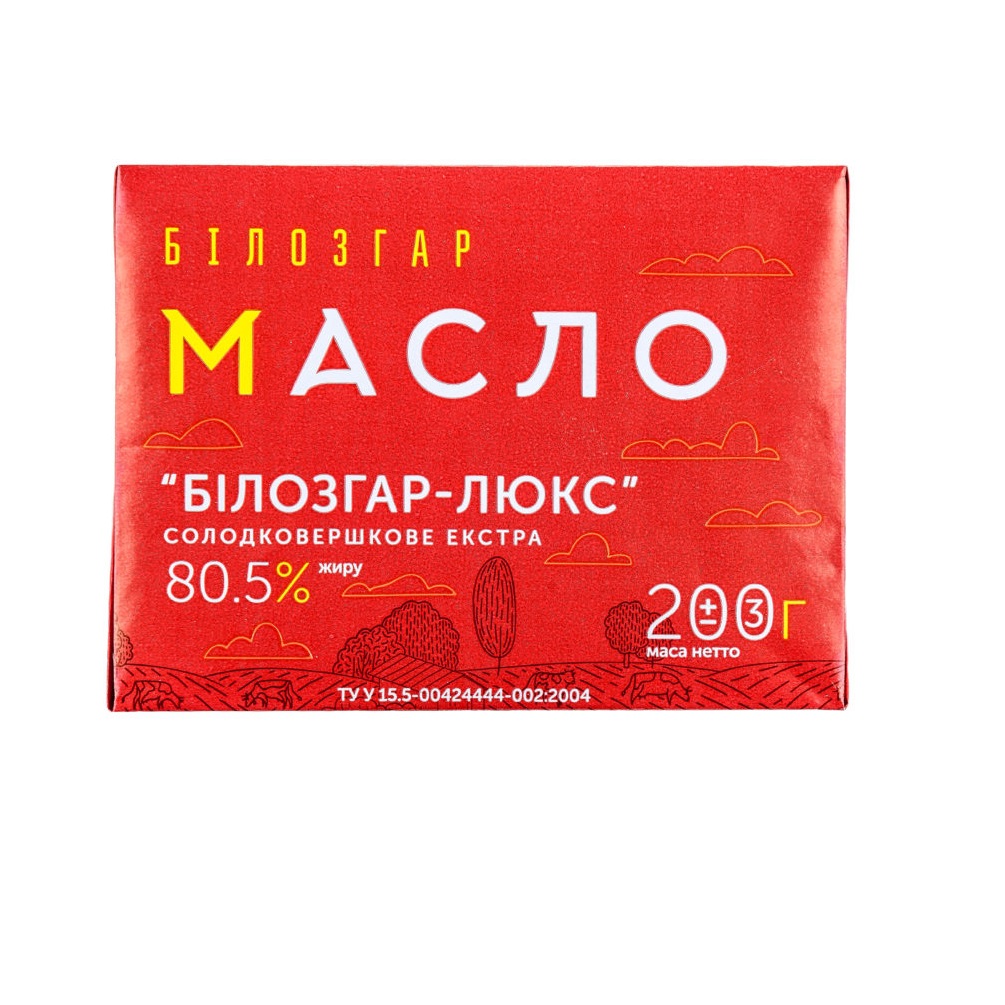 БІЛОЗГАР
МАСЛО
"БІЛОЗГАР-ЛЮКС"
СОЛОДКОВЕРШКОВЕ ЕКСТРА
80.5% жиру
200±3г
маса нетто
ТУ У 15.5-00424444-002:2004